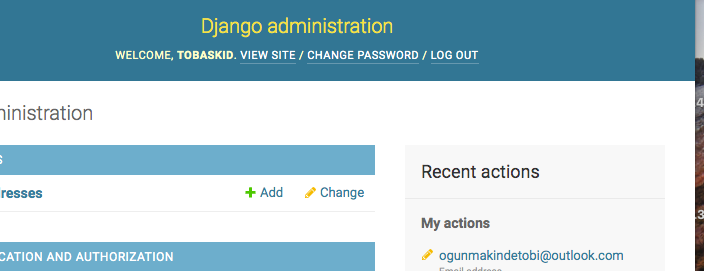 Django administration
WELCOME, TOBASKID. VIEW SITE / CHANGE PASSWORD / LOG OUT
ninistration
S
Recent actions
resses
Add
Change
My actions
CATION AND AUTHORIZATION
ogunmakindetobi@outlook.com
Email address